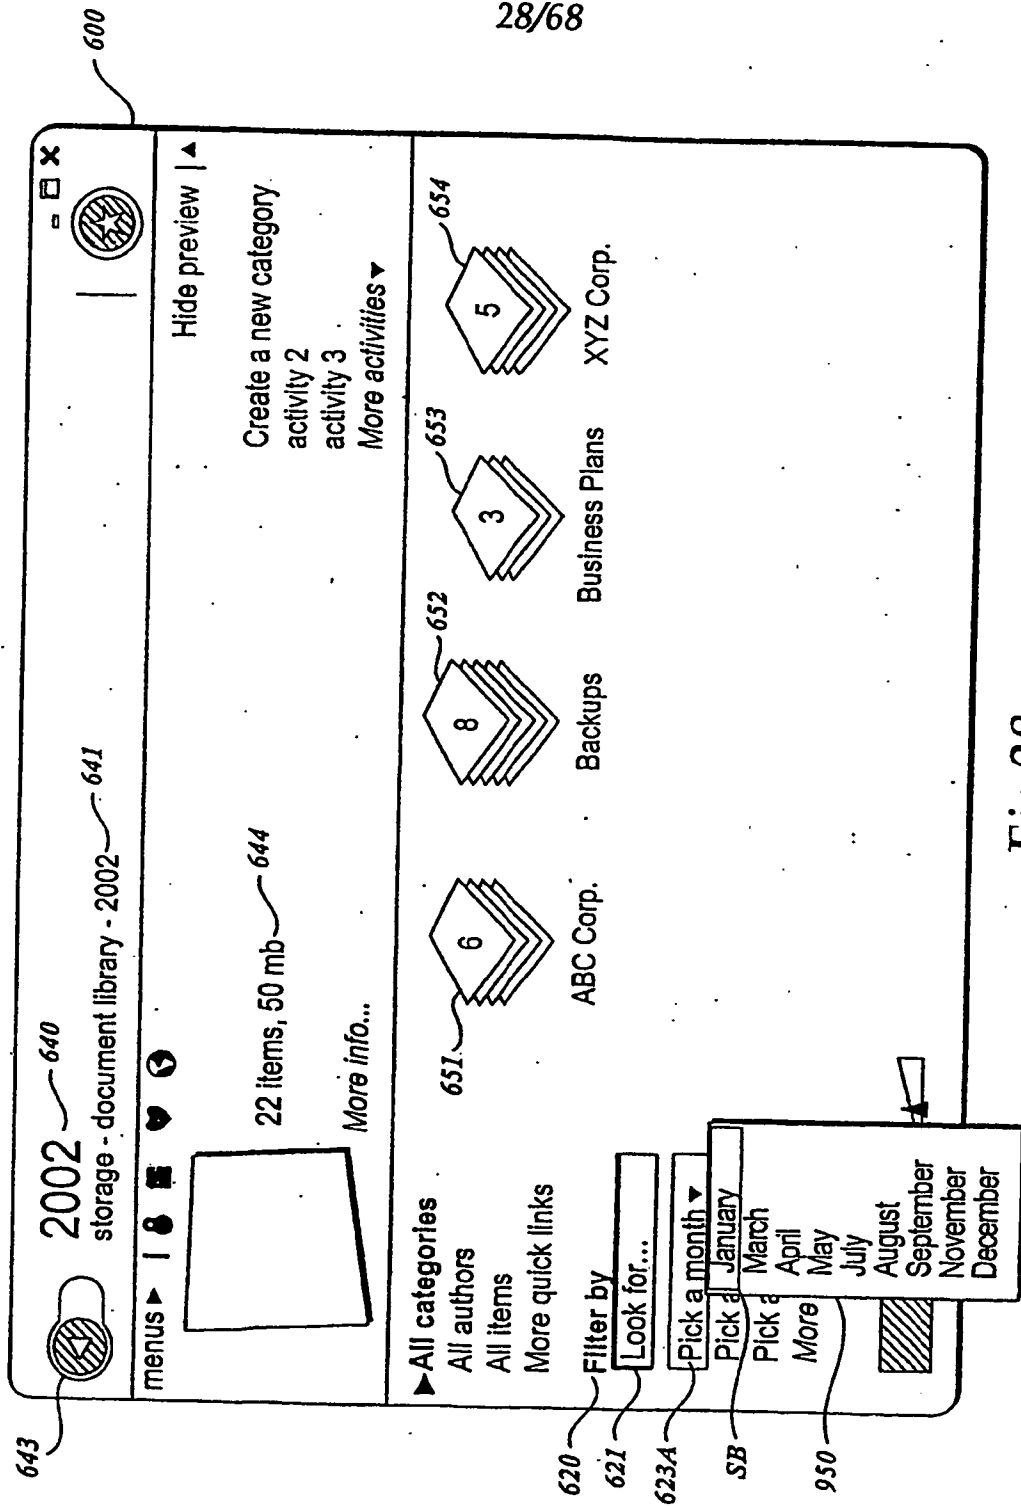 28/68
600
2002
640
storage - document library - 2002
641
643
menus
Hide preview
22 items, 50 mb
644
More info...
Create a new category
activity 2
activity 3
More activities
All categories
All authors
All items
More quick links
620
Filter by
621
Look for...
623A
Pick a month
Pick a
Pick a
More
SB
950
January
March
April
May
July
August
September
November
December
651
6
ABC Corp.
652
8
Backups
653
3
Business Plans
654
5
XYZ Corp.